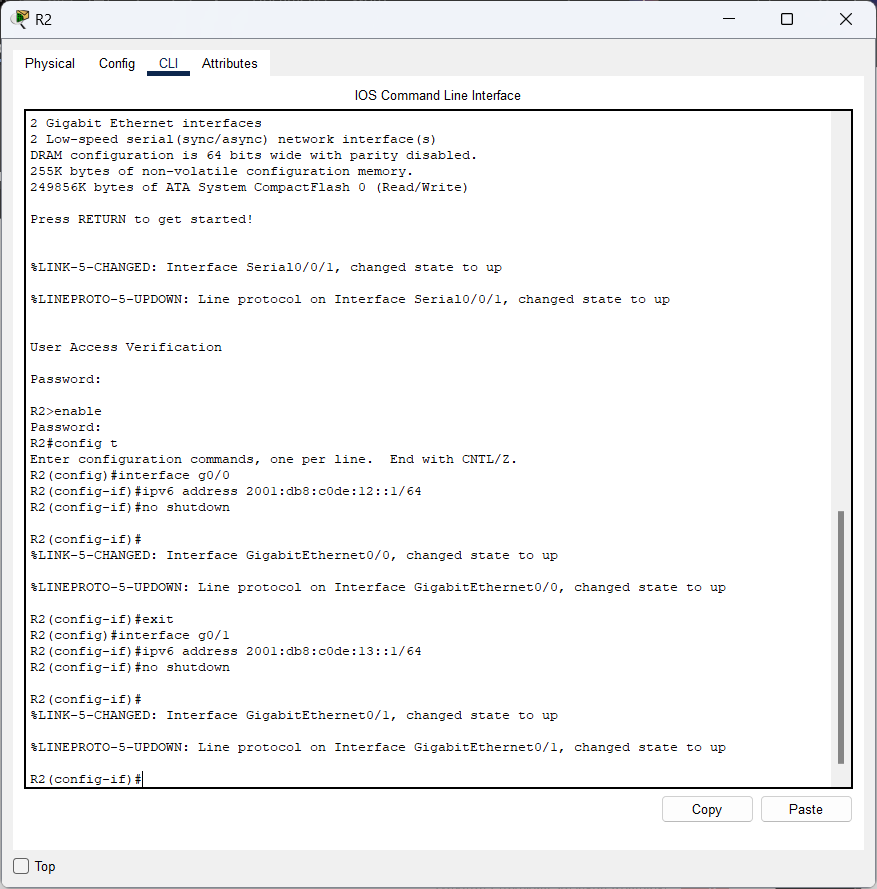 R2
Physical Config CLI Attributes
IOS Command Line Interface
2 Gigabit Ethernet interfaces
2 Low-speed serial(sync/async) network interface(s)
DRAM configuration is 64 bits wide with parity disabled.
255K bytes of non-volatile configuration memory.
249856K bytes of ATA System CompactFlash 0 (Read/Write)
Press RETURN to get started!
%LINK-5-CHANGED: Interface Serial0/0/1, changed state to up
%LINEPROTO-5-UPDOWN: Line protocol on Interface Serial0/0/1, changed state to up
User Access Verification
Password:
R2>enable
Password:
R2#config t
Enter configuration commands, one per line.  End with CNTL/Z.
R2(config)#interface g0/0
R2(config-if)#ipv6 address 2001:db8:c0de:12::1/64
R2(config-if)#no shutdown
R2(config-if)#
%LINK-5-CHANGED: Interface GigabitEthernet0/0, changed state to up
%LINEPROTO-5-UPDOWN: Line protocol on Interface GigabitEthernet0/0, changed state to up
R2(config-if)#exit
R2(config)#interface g0/1
R2(config-if)#ipv6 address 2001:db8:c0de:13::1/64
R2(config-if)#no shutdown
R2(config-if)#
%LINK-5-CHANGED: Interface GigabitEthernet0/1, changed state to up
%LINEPROTO-5-UPDOWN: Line protocol on Interface GigabitEthernet0/1, changed state to up
R2(config-if)#
Copy Paste
Top